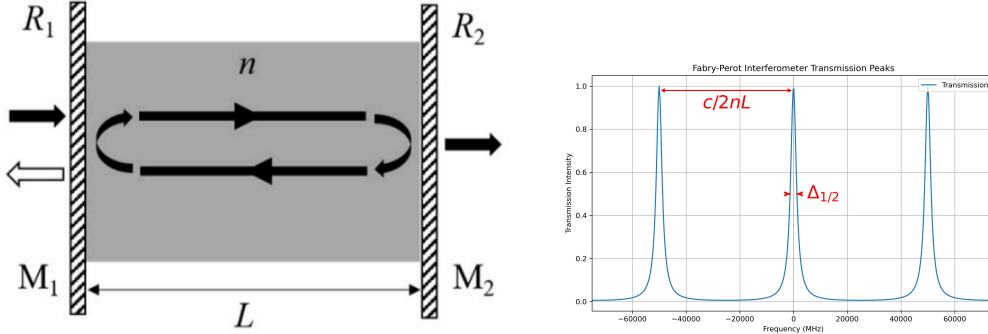 R₁
R₂
n
M₁
M₂
L
Fabry-Perot Interferometer Transmission Peaks
Transmission
c/2nL
Δ₁/₂
Transmission Intensity
1.0
0.8
0.6
0.4
0.2
0.0
−60000 −40000 −20000 0 20000 40000 60000
Frequency (MHz)